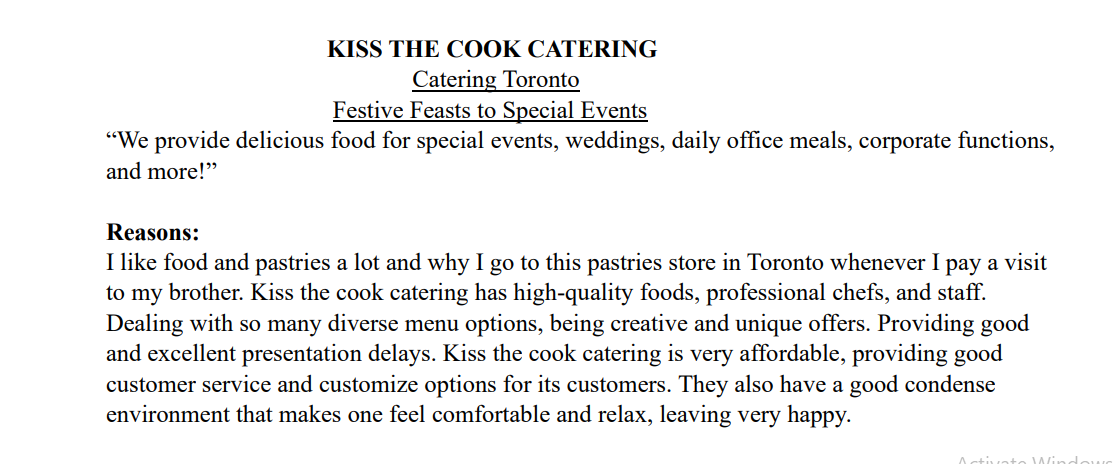 KISS THE COOK CATERING
Catering Toronto
Festive Feasts to Special Events
“We provide delicious food for special events, weddings, daily office meals, corporate functions,
and more!”
Reasons:
I like food and pastries a lot and why I go to this pastries store in Toronto whenever I pay a visit
to my brother. Kiss the cook catering has high-quality foods, professional chefs, and staff.
Dealing with so many diverse menu options, being creative and unique offers. Providing good
and excellent presentation delays. Kiss the cook catering is very affordable, providing good
customer service and customize options for its customers. They also have a good condense
environment that makes one feel comfortable and relax, leaving very happy.
Activate Windows